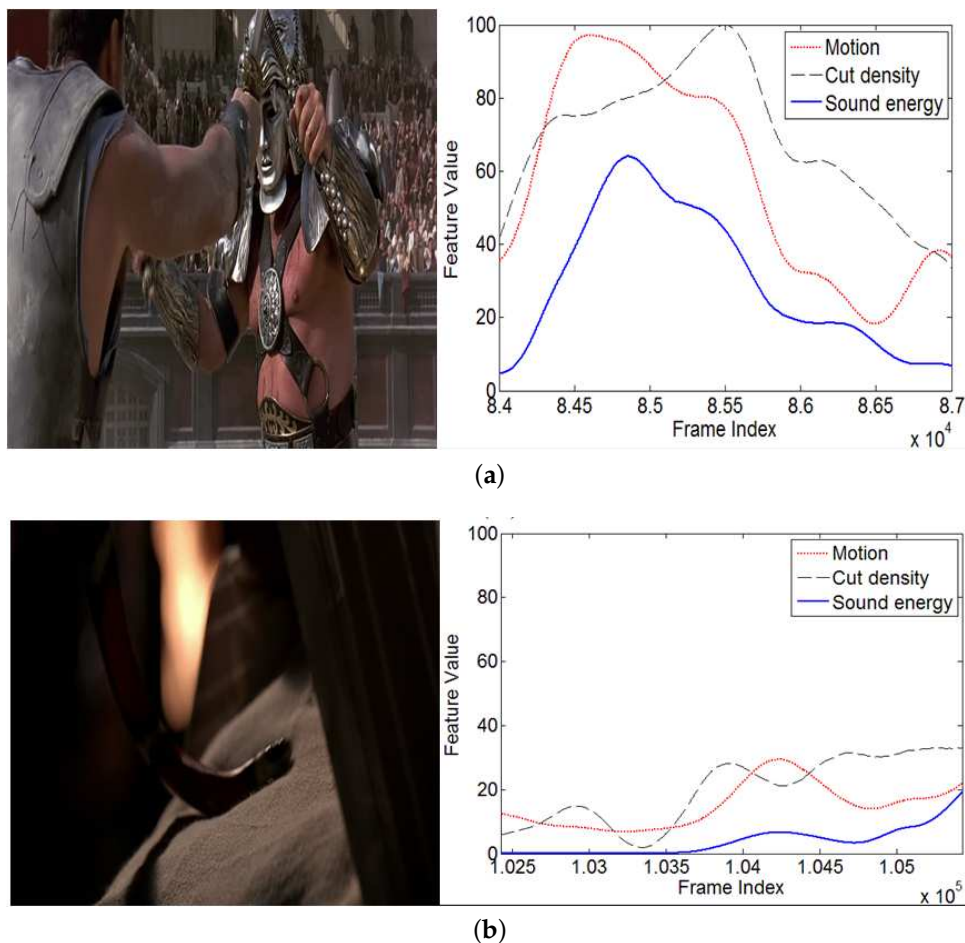 100
80
60
40
20
0
Feature Value
Motion
Cut density
Sound energy
8.4 8.45 8.5 8.55 8.6 8.65 8.7
Frame Index
x 10^4
(a)
100
80
60
40
20
0
Feature Value
Motion
Cut density
Sound energy
1.025 1.03 1.035 1.04 1.045 1.05
Frame Index
x 10^5
(b)